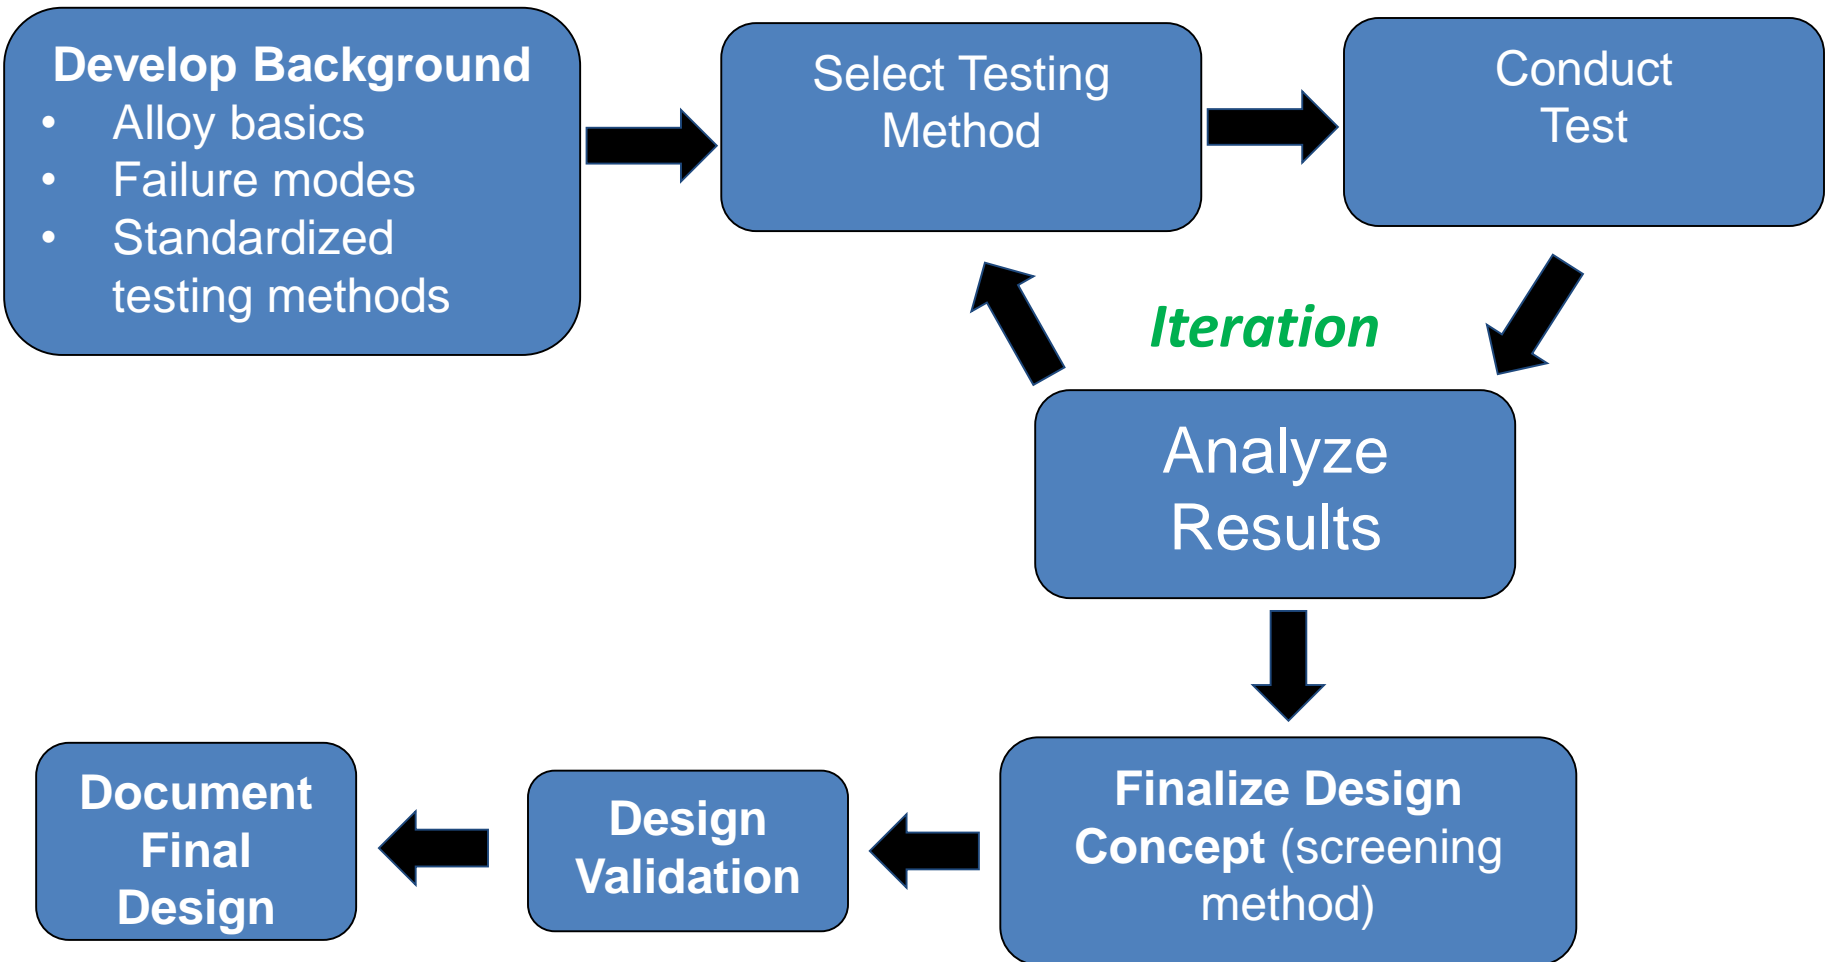 Develop Background
• Alloy basics
• Failure modes
• Standardized
testing methods
Select Testing
Method
Conduct
Test
Iteration
Analyze
Results
Finalize Design
Concept (screening
method)
Design
Validation
Document
Final
Design